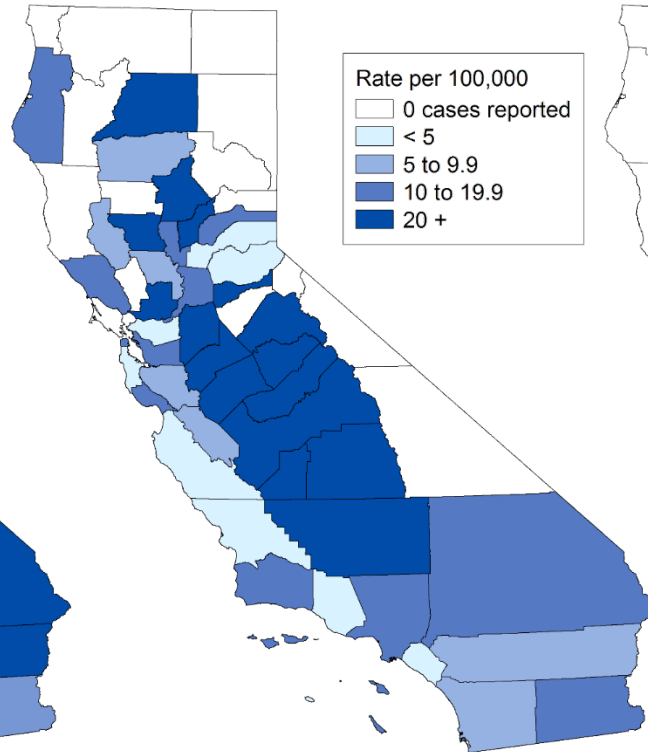 Rate per 100,000
0 cases reported
< 5
5 to 9.9
10 to 19.9
20 +